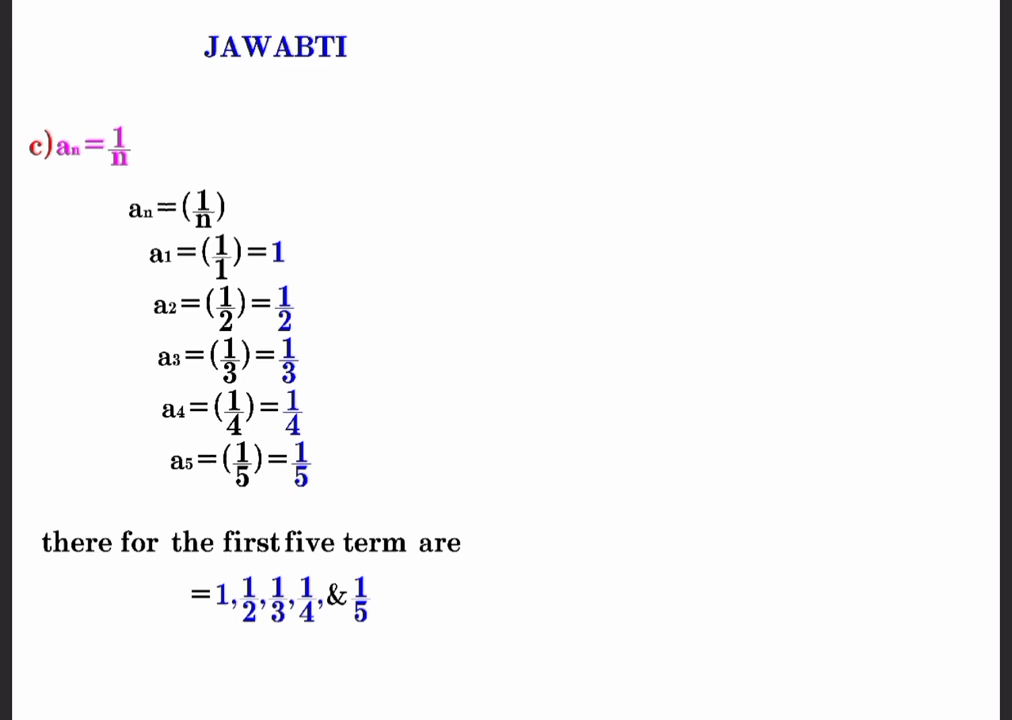 JAWABTI
c) aₙ = 1/n
aₙ = (1/n)
a₁ = (1/1) = 1
a₂ = (1/2) = 1/2
a₃ = (1/3) = 1/3
a₄ = (1/4) = 1/4
a₅ = (1/5) = 1/5
there for the first five term are
= 1, 1/2, 1/3, 1/4, & 1/5